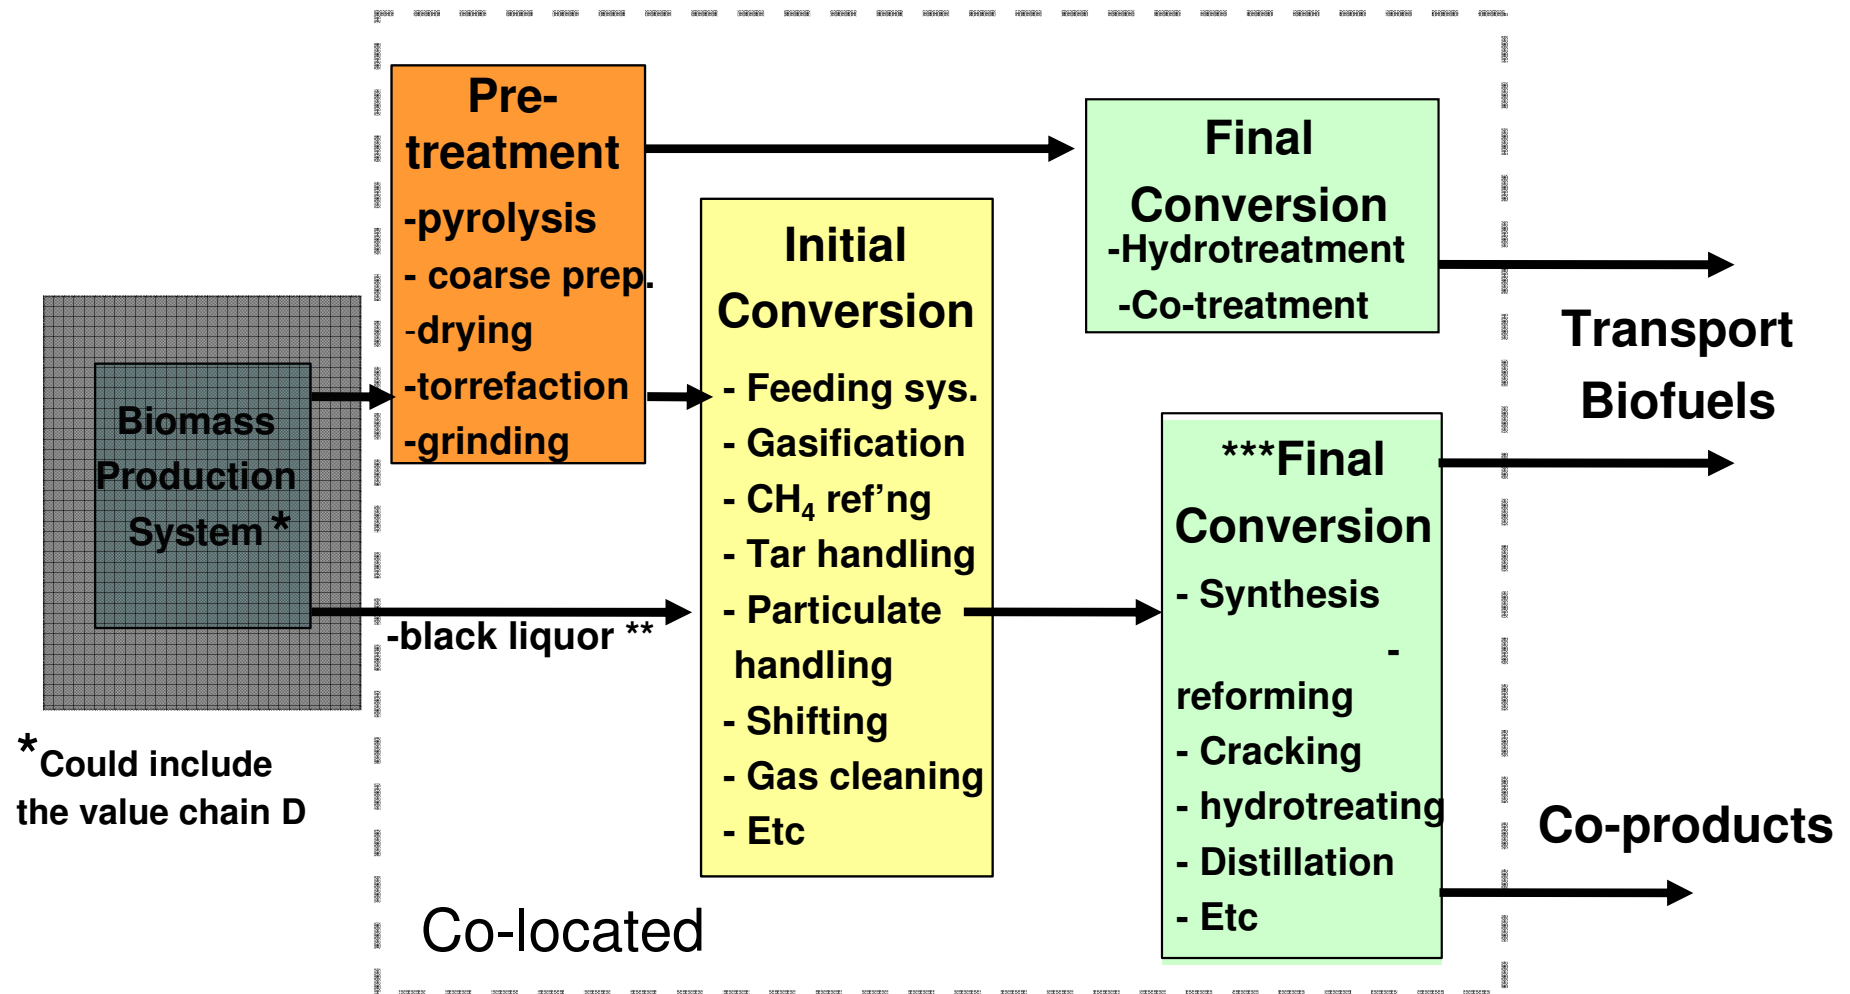 Pre-
treatment
-pyrolysis
- coarse prep.
-drying
-torrefaction
-grinding
Final
Conversion
-Hydrotreatment
-Co-treatment
Initial
Conversion
- Feeding sys.
- Gasification
- CH₄ ref’ng
- Tar handling
- Particulate
handling
- Shifting
- Gas cleaning
- Etc
Transport
Biofuels
Biomass
Production
System *
-black liquor **
***Final
Conversion
- Synthesis
-
reforming
- Cracking
- hydrotreating
- Distillation
- Etc
*Could include
the value chain D
Co-products
Co-located